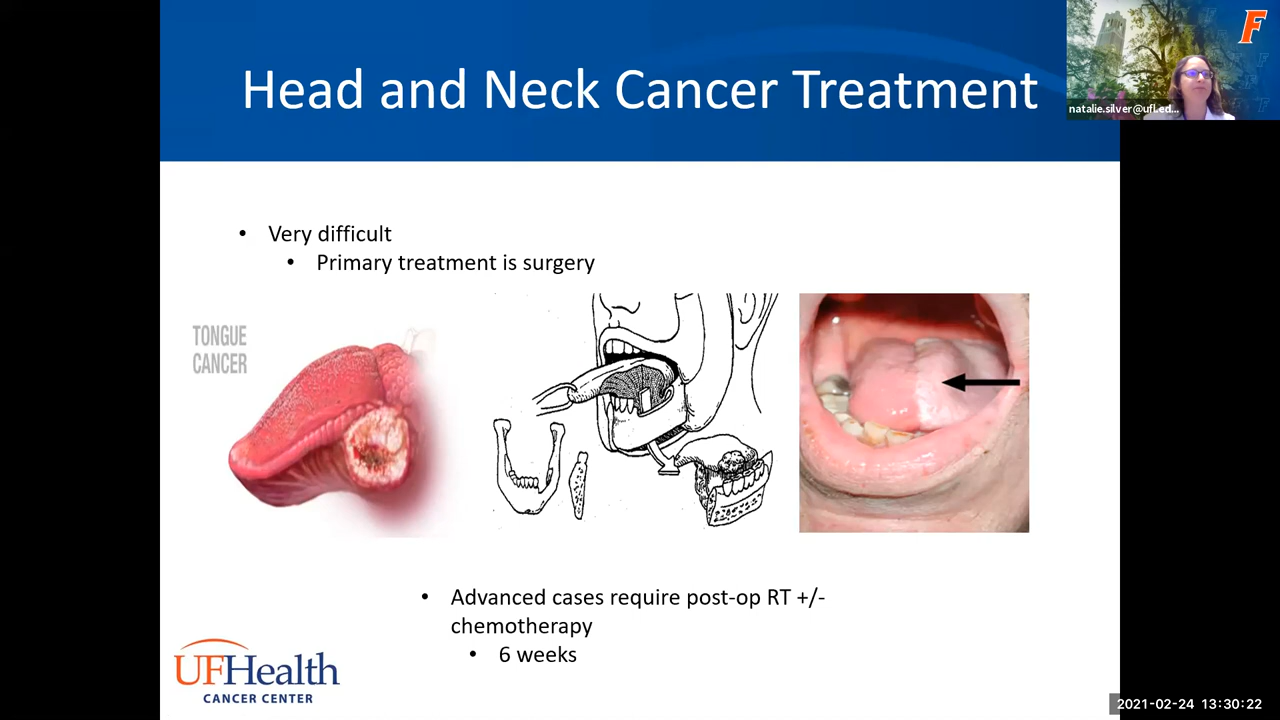 Head and Neck Cancer Treatment
F
natalie.silver@ufl.ed...
• Very difficult
• Primary treatment is surgery
TONGUE
CANCER
• Advanced cases require post-op RT +/-
chemotherapy
• 6 weeks
UFHealth
CANCER CENTER
2021-02-24 13:30:22